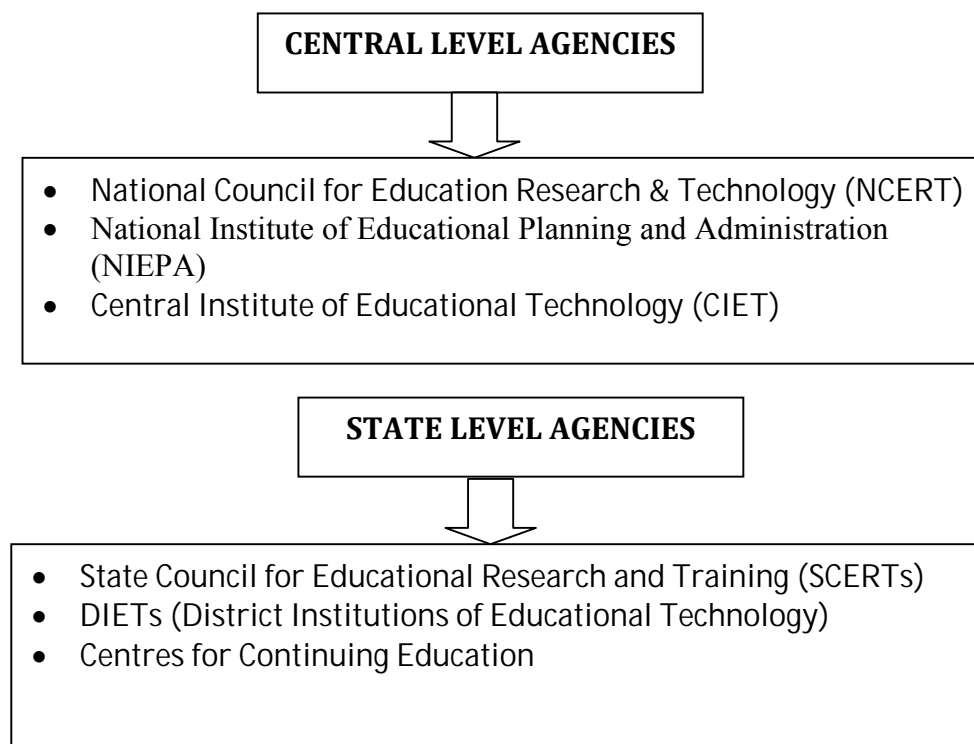 CENTRAL LEVEL AGENCIES
• National Council for Education Research & Technology (NCERT)
• National Institute of Educational Planning and Administration
(NIEPA)
• Central Institute of Educational Technology (CIET)
STATE LEVEL AGENCIES
• State Council for Educational Research and Training (SCERTs)
• DIETs (District Institutions of Educational Technology)
• Centres for Continuing Education